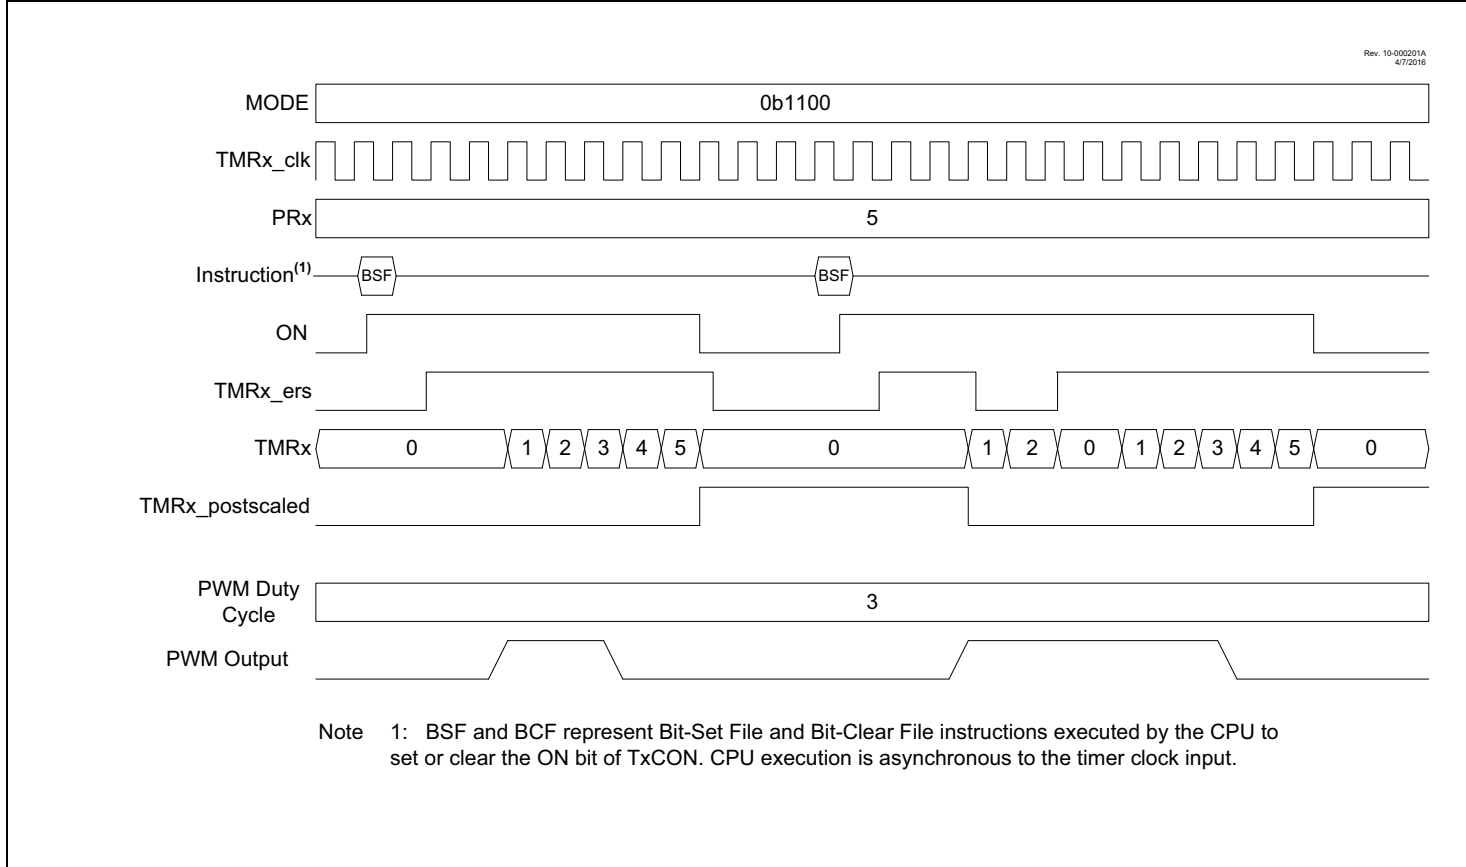 Rev. 10-000201A
4/7/2016
MODE 0b1100
TMRx_clk
PRx 5
Instruction(1) BSF BSF
ON
TMRx_ers
TMRx 0 1 2 3 4 5 0 1 2 0 1 2 3 4 5 0
TMRx_postscaled
PWM Duty
Cycle 3
PWM Output
Note 1: BSF and BCF represent Bit-Set File and Bit-Clear File instructions executed by the CPU to
set or clear the ON bit of TxCON. CPU execution is asynchronous to the timer clock input.